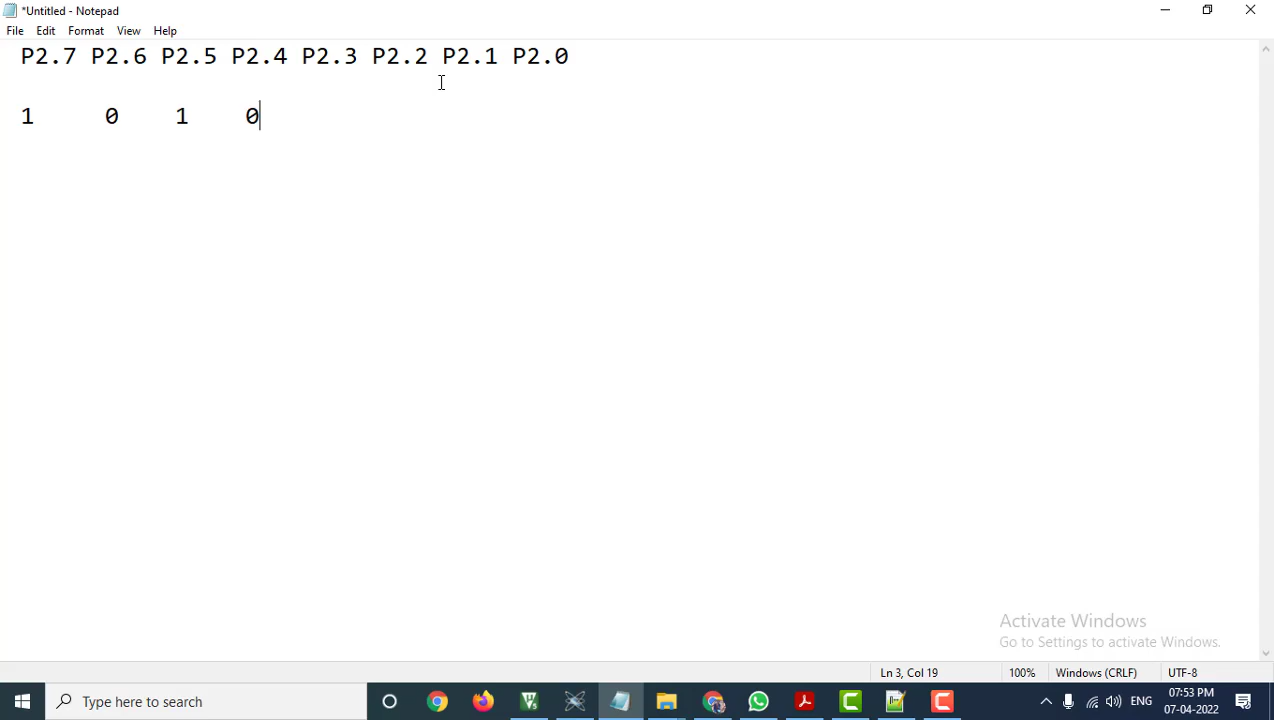 *Untitled - Notepad
File Edit Format View Help
P2.7 P2.6 P2.5 P2.4 P2.3 P2.2 P2.1 P2.0
1 0 1 0
Activate Windows
Go to Settings to activate Windows.
Ln 3, Col 19 100% Windows (CRLF) UTF-8
Type here to search
ENG
07:53 PM
07-04-2022